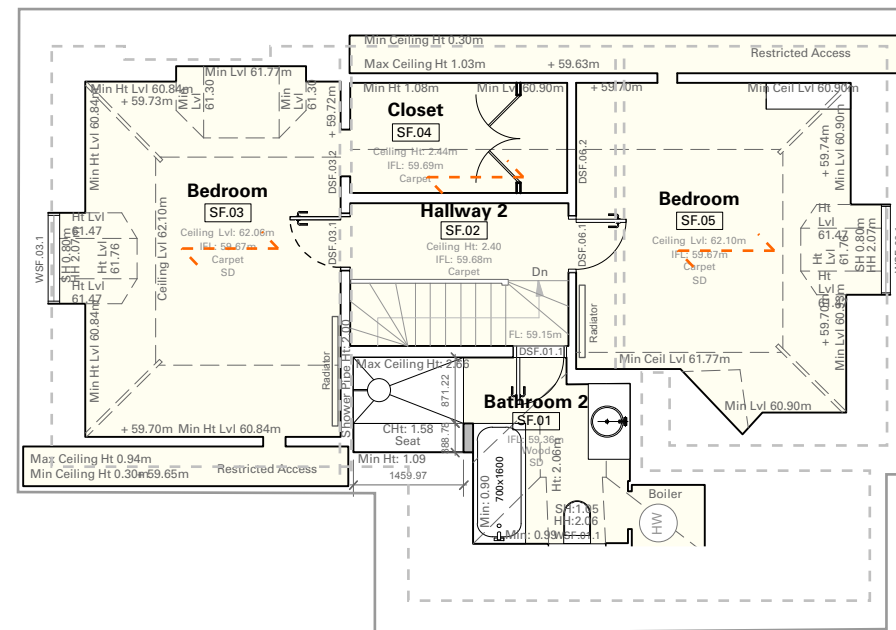 Min Ceiling Ht 0.30m
Restricted Access
Max Ceiling Ht 1.03m
+ 59.63m
Min Lvl 61.77m
Min Ht Lvl 60.84m
+ 59.73m
Min Lvl 61.30
Min Lvl 61.30
Min Ht 1.08m
Min Lvl 60.90m
+ 59.70m
Min Ceil Lvl 60.90m
Min Ht Lvl 60.84m
+ 59.72m
Closet
SF.04
Ceiling Ht: 2.44m
IFL: 59.69m
Carpet
DSF.03.2
DSF.06.2
+ 59.74m
Min Lvl 60.90m
Bedroom
SF.03
Ceiling Lvl: 62.06m
IFL: 59.67m
Carpet
SD
Ceiling Lvl 62.10m
Hallway 2
SF.02
Ceiling Ht: 2.40
IFL: 59.68m
Carpet
Bedroom
SF.05
Ceiling Lvl: 62.10m
IFL: 59.67m
Carpet
SD
WSF.03.1
SH 0.80m
HH 2.07m
Ht Lvl
61.47
Ht Lvl
61.76
Ht Lvl
61.47
DSF.03.1
DSF.06.1
Ht
Lvl
61.47
Ht
Lvl
61.76
Ht
Lvl
SH 0.80m
HH 2.07m
Dn
FL: 59.15m
Min Ht Lvl 60.84m
Radiator
Shower Pipe Ht: 2.00
Radiator
+ 59.70m
DSF.01.1
Min Ceil Lvl 61.77m
Max Ceiling Ht: 2.66
871.22
Bathroom 2
SF.01
IFL: 59.36m
Wood
SD
Min Lvl 60.90m
+ 59.70m
Min Ht Lvl 60.84m
CHt: 1.58
Seat
388.78
Min Ht: 1.09
1459.97
Ht: 2.06m
Max Ceiling Ht 0.94m
Min Ceiling Ht 0.30m
+ 59.65m
Restricted Access
Min: 0.90
700x1600
SH:1.05
HH:2.06
WSF.01.1
Min: 0.99
Boiler
HW